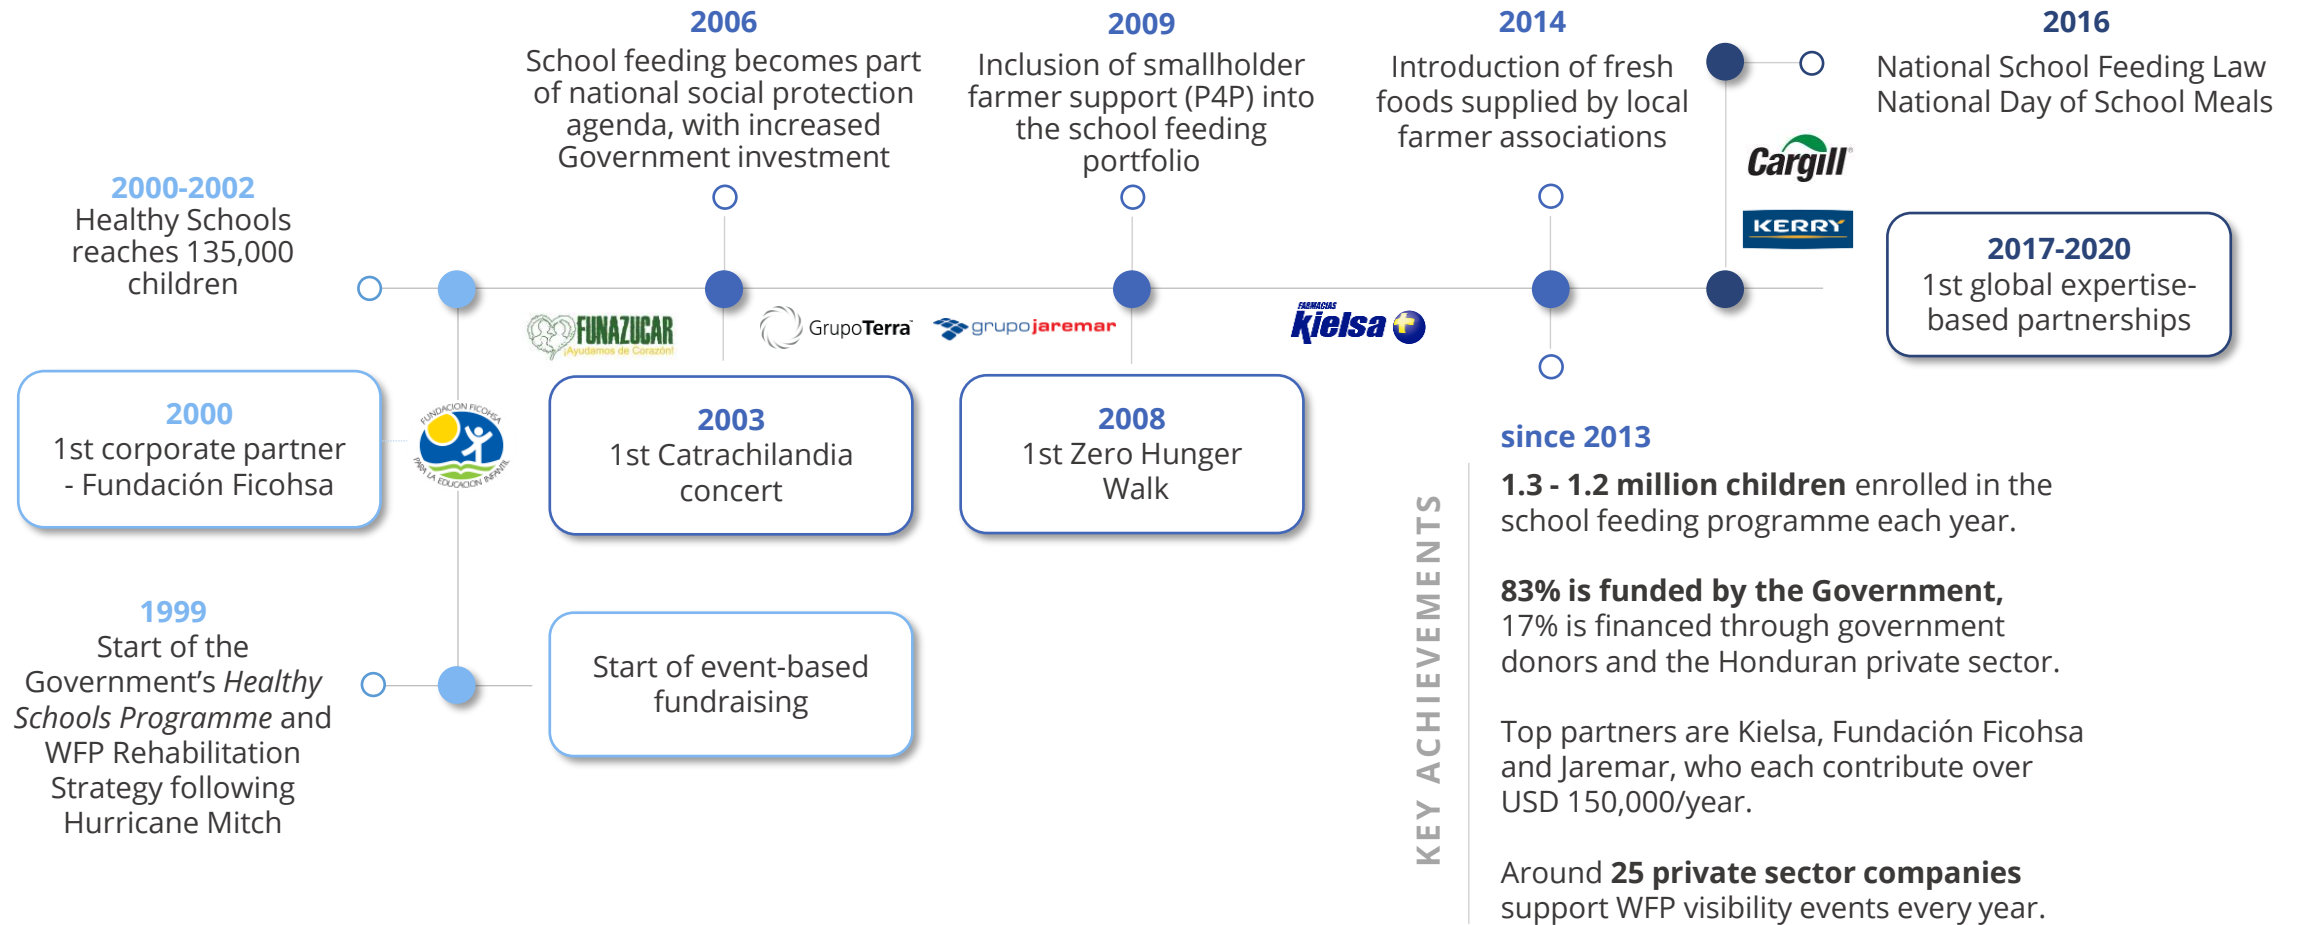 2000-2002
Healthy Schools
reaches 135,000
children
2000
1st corporate partner
- Fundación Ficohsa
1999
Start of the
Government’s Healthy
Schools Programme and
WFP Rehabilitation
Strategy following
Hurricane Mitch
FUNDACION FICOHSA
PARA LA EDUCACION INFANTIL
2006
School feeding becomes part
of national social protection
agenda, with increased
Government investment
FUNAZUCAR
¡Ayudamos de Corazón!
GrupoTerra
2003
1st Catrachilandia
concert
Start of event-based
fundraising
2009
Inclusion of smallholder
farmer support (P4P) into
the school feeding
portfolio
grupojaremar
2008
1st Zero Hunger
Walk
FARMACIAS
Kielsa
2014
Introduction of fresh
foods supplied by local
farmer associations
2016
National School Feeding Law
National Day of School Meals
Cargill
KERRY
2017-2020
1st global expertise-
based partnerships
KEY ACHIEVEMENTS
since 2013
1.3 - 1.2 million children enrolled in the
school feeding programme each year.
83% is funded by the Government,
17% is financed through government
donors and the Honduran private sector.
Top partners are Kielsa, Fundación Ficohsa
and Jaremar, who each contribute over
USD 150,000/year.
Around 25 private sector companies
support WFP visibility events every year.